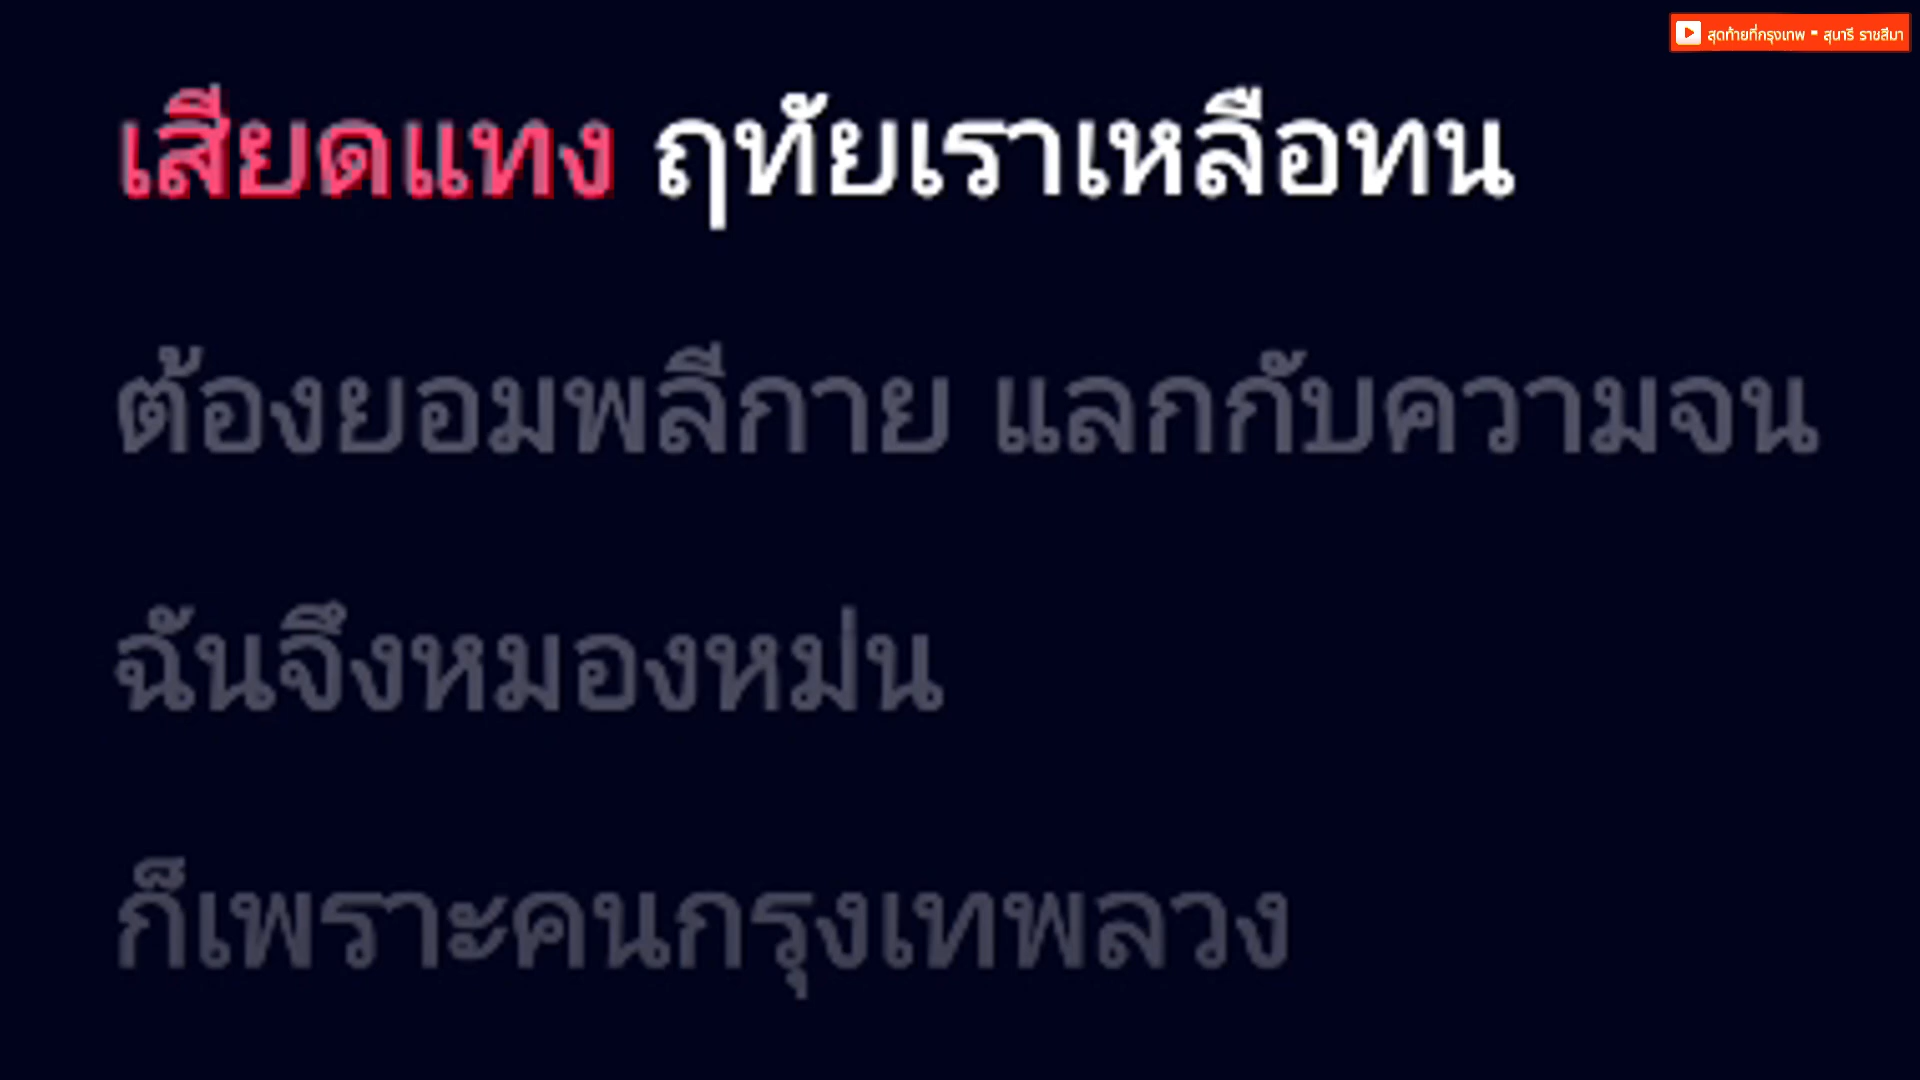 สุดท้ายที่กรุงเทพ - สุนารี ราชสีมา
เสียดแทง ฤทัยเราเหลือทน
ต้องยอมพลีกาย แลกกับความจน
ฉันจึงหมองหม่น
ก็เพราะคนกรุงเทพลวง